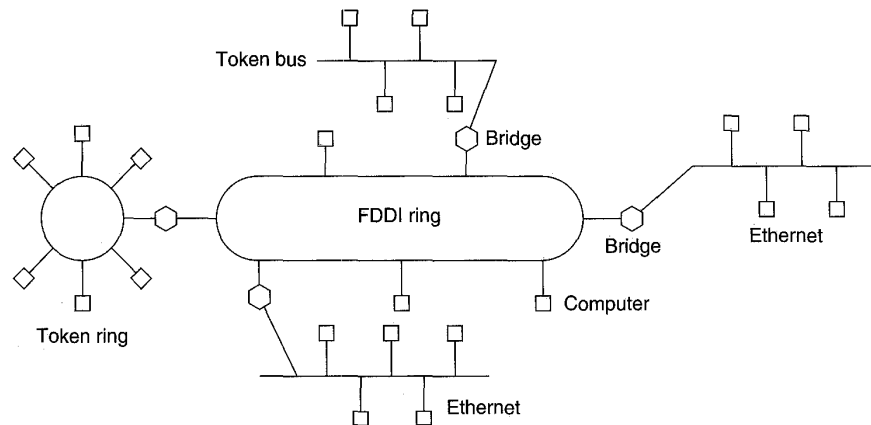 Token bus
Bridge
FDDI ring
Bridge
Ethernet
Computer
Token ring
Ethernet